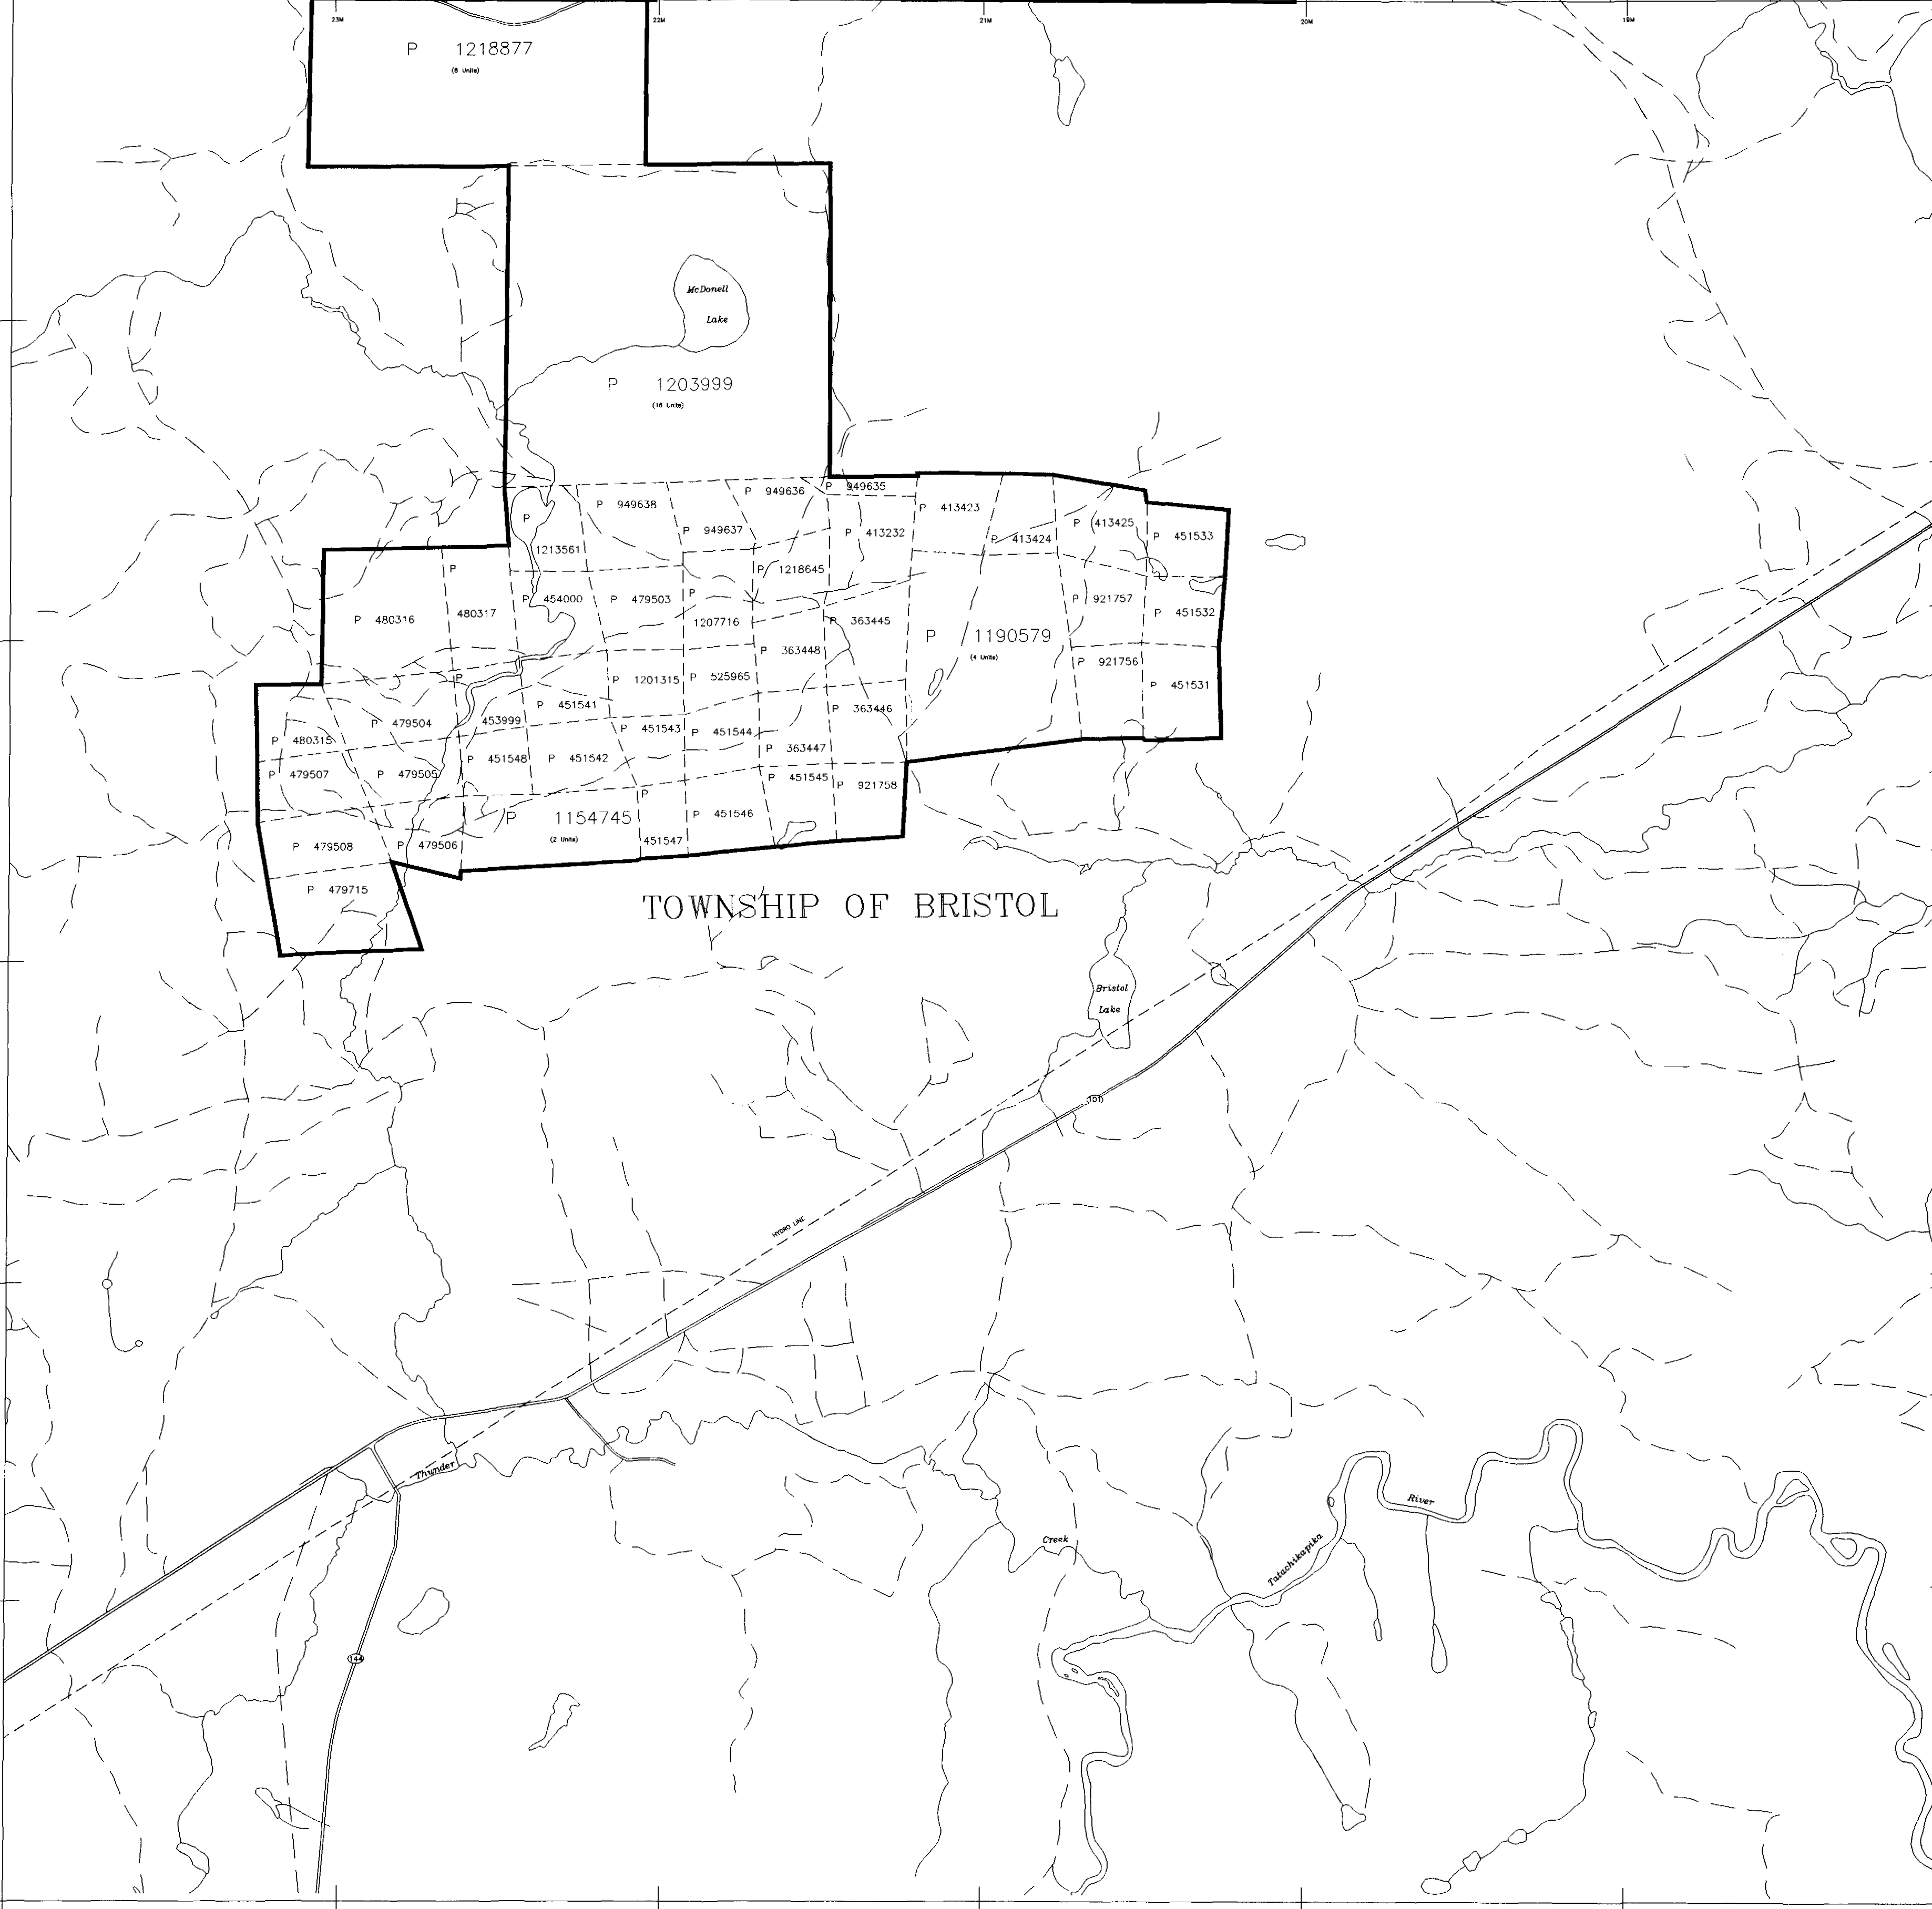 23M 22M 21M 20M 19M
P 1218877
(8 Units)
McDonell
Lake
P 1203999
(16 Units)
P 949636
P 949635
P 949638
P 413423
P
P 949637
P 413232
P 413425
P 413424
P 451533
1213561
P
P 1218645
P 454000
P 479503
P
P 921757
480317
P 480316
1207716
P 363445
P 451532
P 1190579
(4 Units)
P 363448
P 921756
P
P 1201315
P 525965
P 451531
P 451541
P 363446
P 479504
453999
P 451543
P 451544
P 480315
P 363447
P 451548
P 451542
P 479507
P 479505
P 451545
P 921758
P
P 1154745
(2 Units)
P 451546
451547
P 479508
P 479506
P 479715
TOWNSHIP OF BRISTOL
Bristol
Lake
101
HYDRO LINE
Thunder
River
Creek
Tatachikapika
144